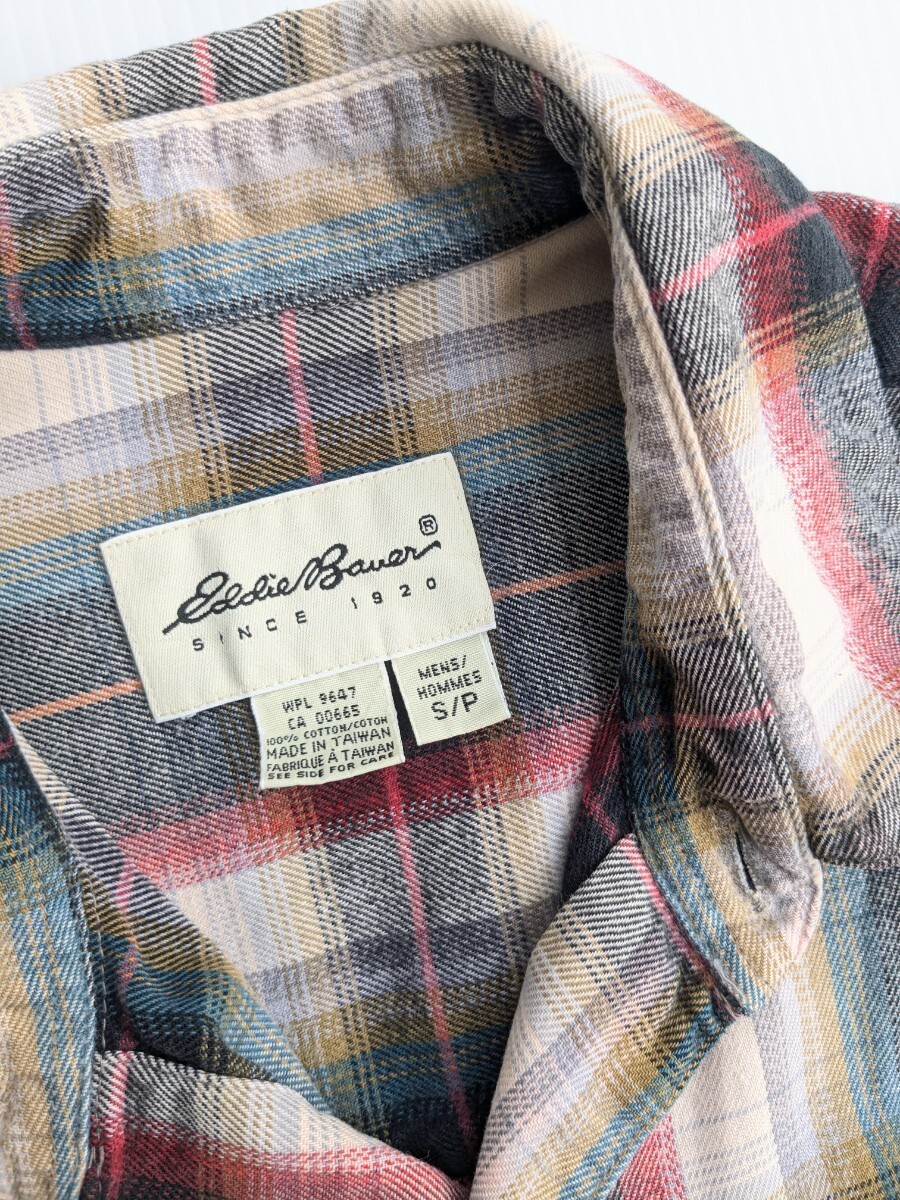 Eddie Bauer®
SINCE 1920
WPL 9647
CA 00665
100% COTTON/COTON
MADE IN TAIWAN
FABRIQUE À TAIWAN
SEE SIDE FOR CARE
MENS/
HOMMES
S/P